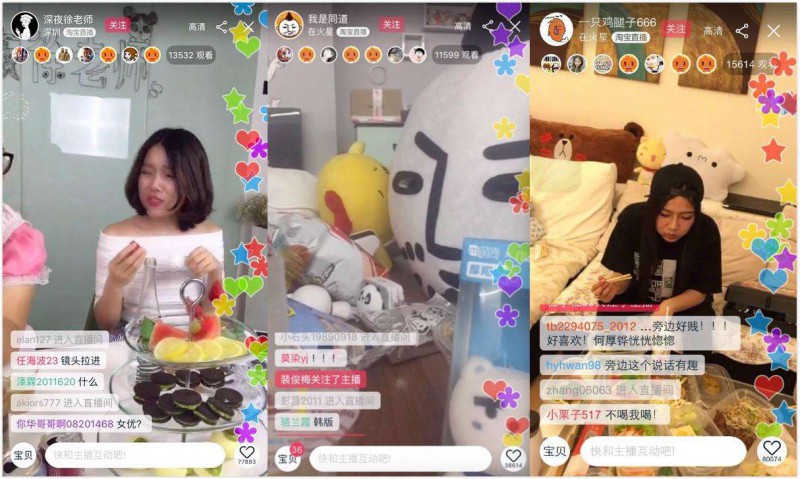 深夜徐老师
深圳 淘宝直播
关注
高清
13532 观看
elan127 进入直播间
任海波23 镜头拉进
泽霖2011620 什么
akiors777 进入直播间
你华哥哥啊08201468 女优?
宝贝
快和主播互动吧!
77883
我是同道
在火星 淘宝直播
关注
高清
11599 观看
小石头19890918 进入直播间
莫染yj !!!
裴俊梅关注了主播
彭鑫2011 进入直播间
骆兰霞 韩版
宝贝
36
快和主播互动吧!
38614
一只鸡腿子666
在火星 淘宝直播
关注
高清
15614 观
tb2294075_2012 ...旁边好贱!!!
好喜欢!何厚铧恍恍惚惚
hyhwan98 旁边这个说话有趣
zhang06063 进入直播间
小栗子517 不喝我喝!
宝贝
快和主播互动吧!
80574